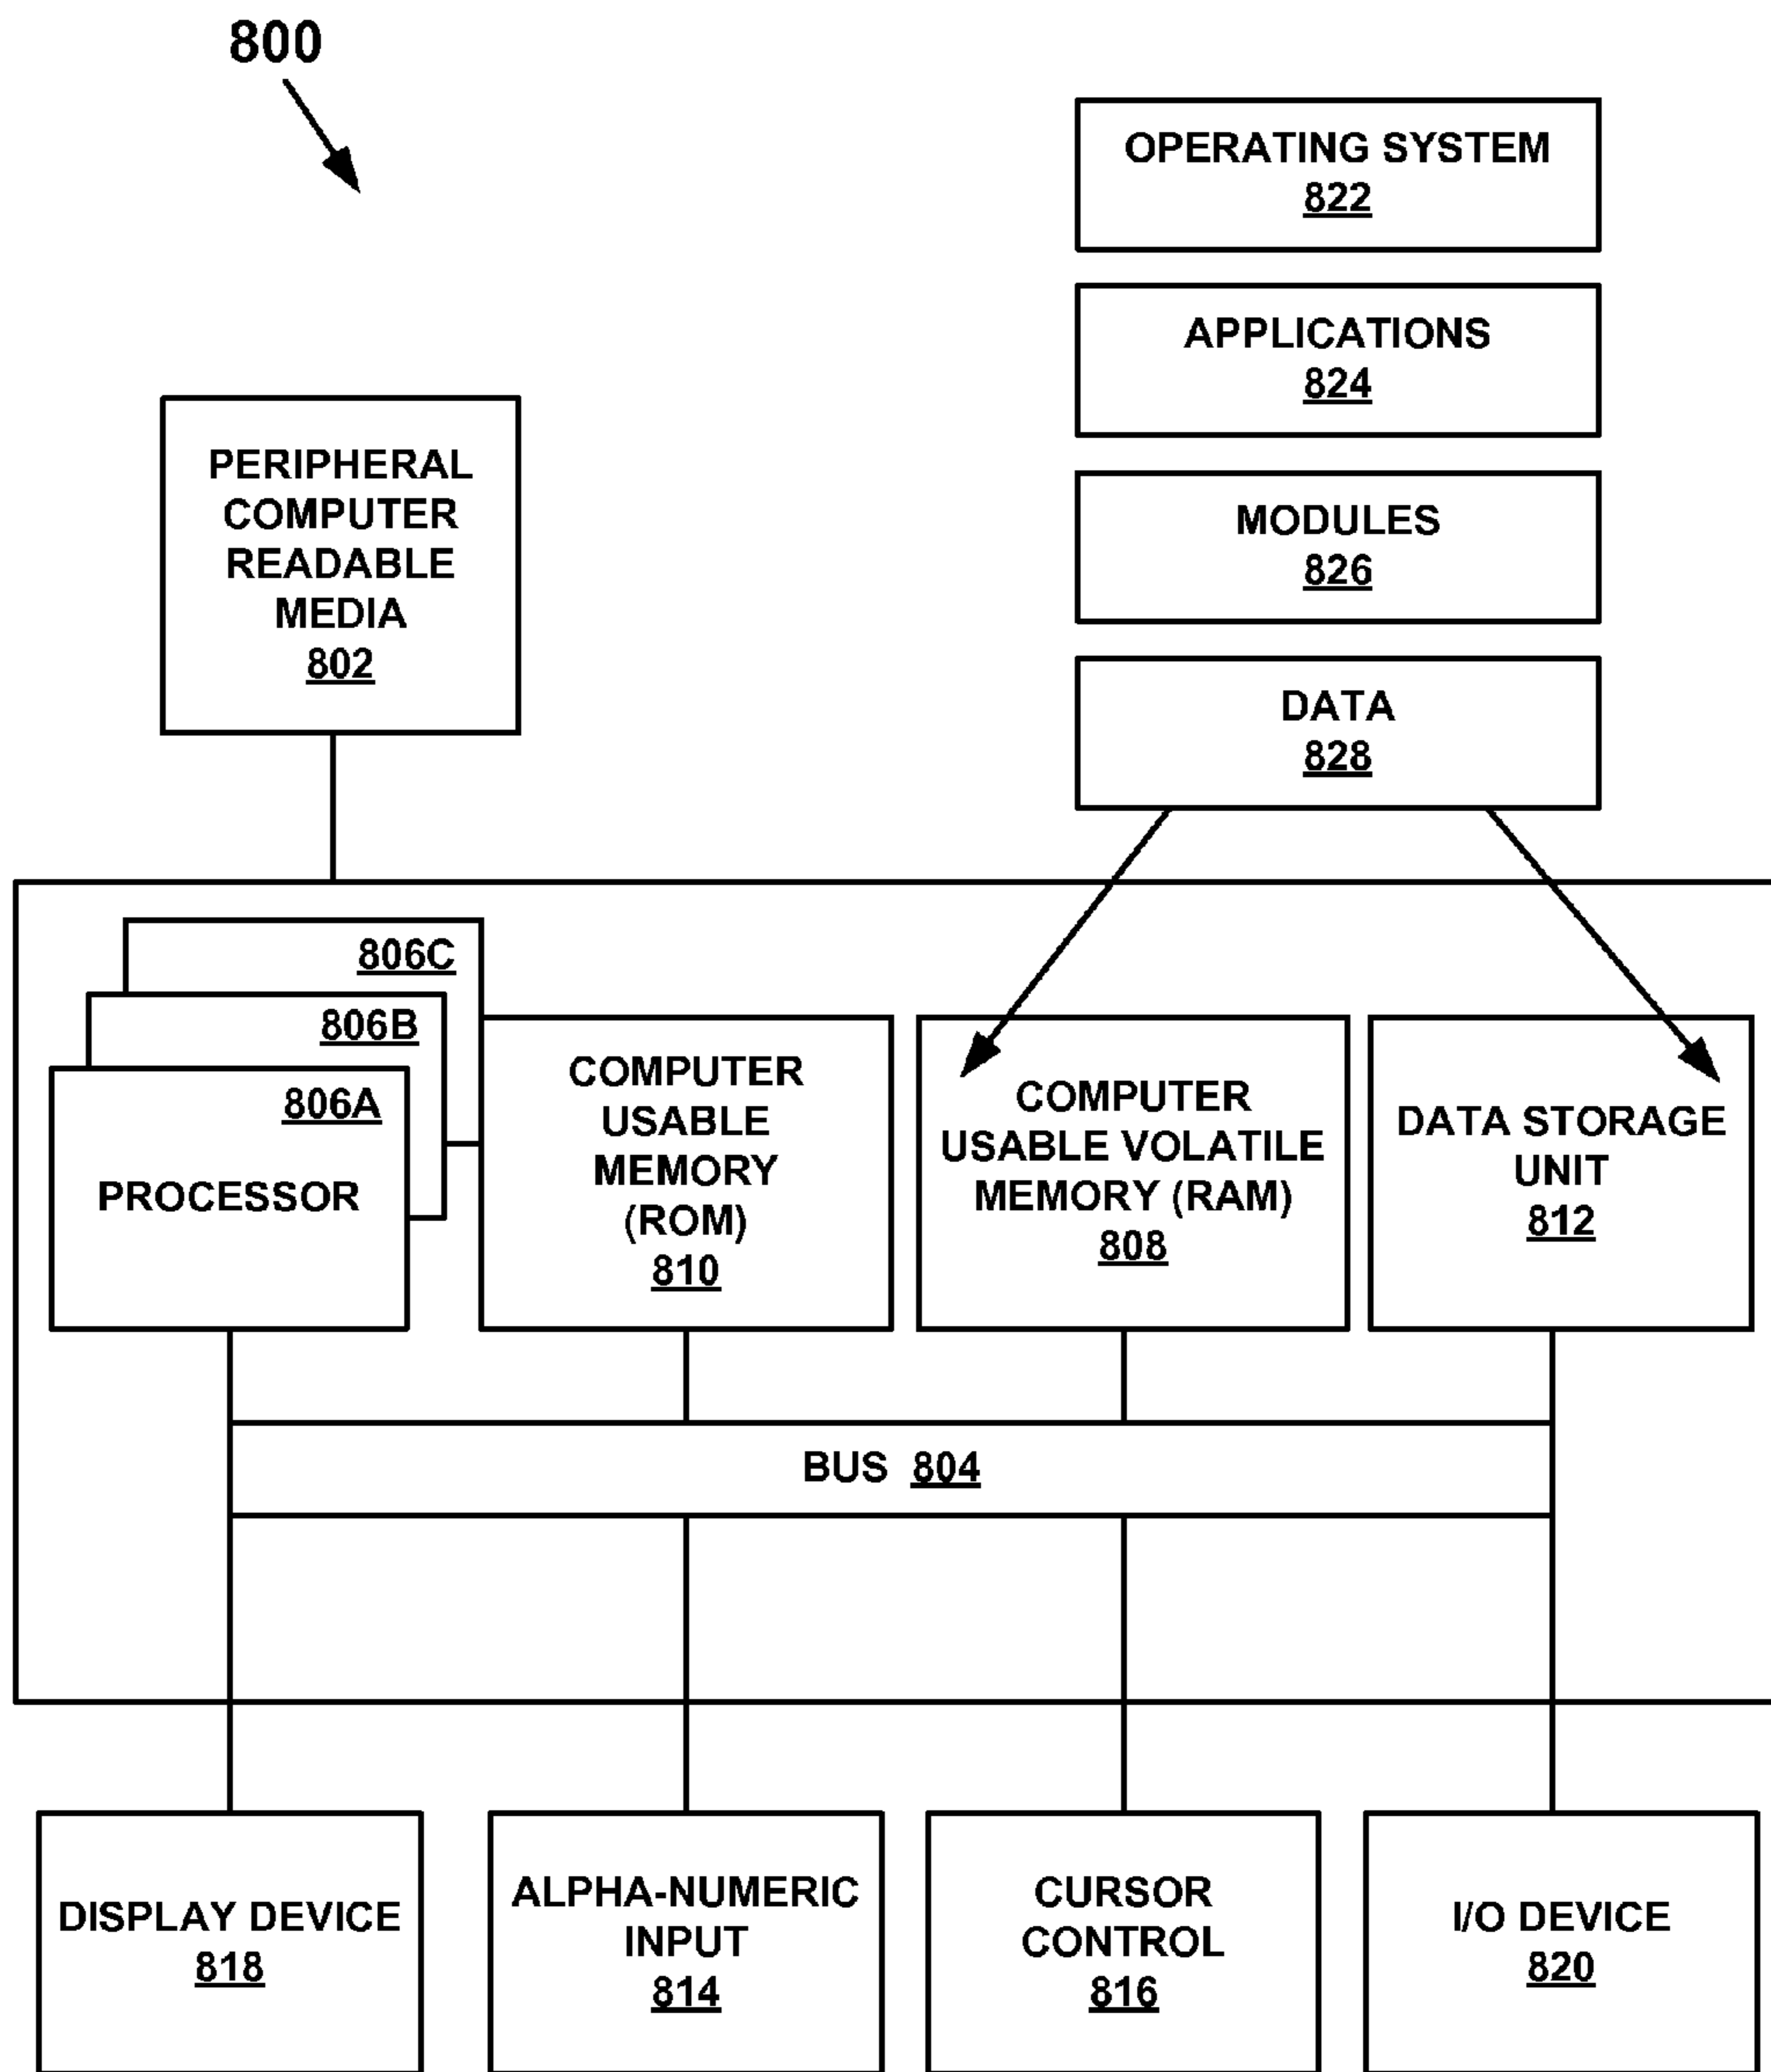 800
OPERATING SYSTEM
822
APPLICATIONS
824
PERIPHERAL
COMPUTER
READABLE
MEDIA
802
MODULES
826
DATA
828
806C
806B
806A
PROCESSOR
COMPUTER
USABLE
MEMORY
(ROM)
810
COMPUTER
USABLE VOLATILE
MEMORY (RAM)
808
DATA STORAGE
UNIT
812
BUS 804
DISPLAY DEVICE
818
ALPHA-NUMERIC
INPUT
814
CURSOR
CONTROL
816
I/O DEVICE
820